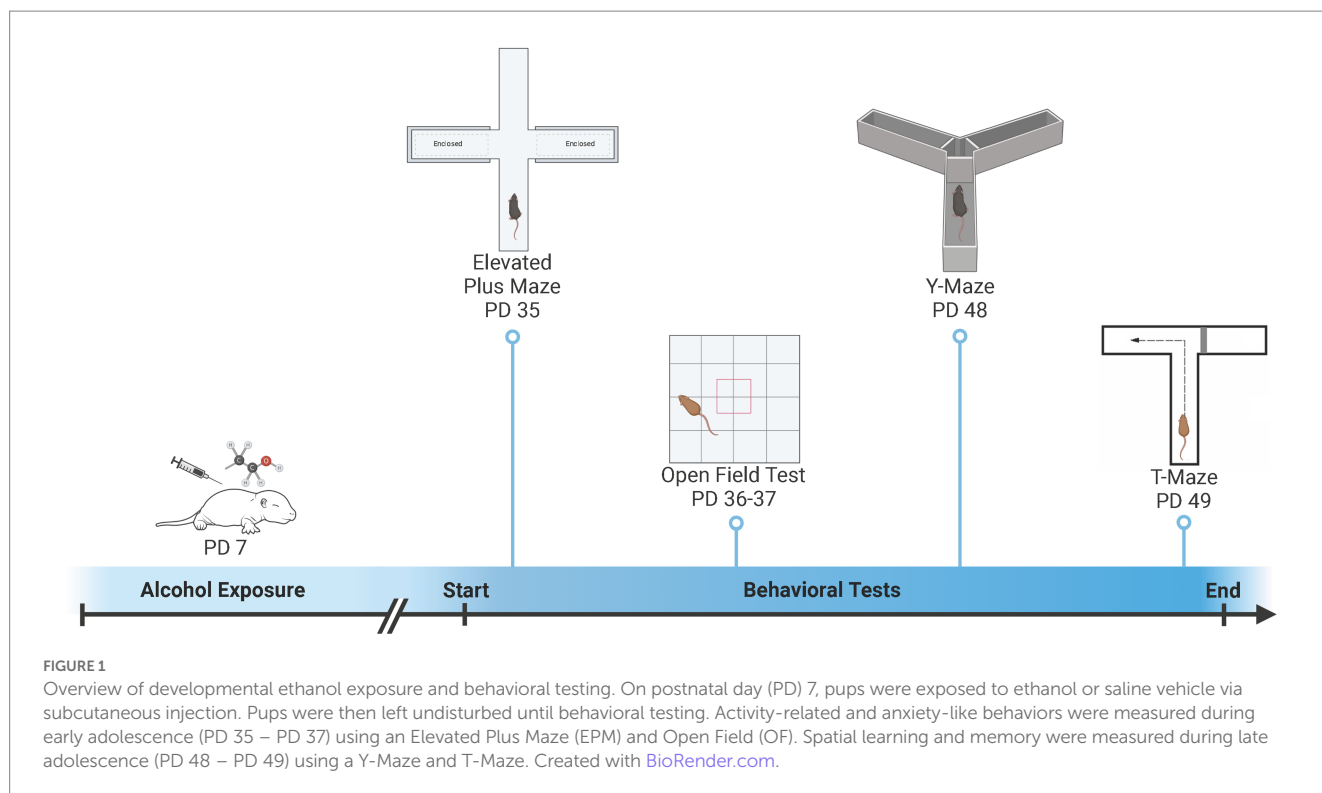 Enclosed
Enclosed
Elevated
Plus Maze
PD 35
Y-Maze
PD 48
Open Field Test
PD 36-37
T-Maze
PD 49
H
H
C
C
O
H
H
H
PD 7
Alcohol Exposure
Start
Behavioral Tests
End
FIGURE 1
Overview of developmental ethanol exposure and behavioral testing. On postnatal day (PD) 7, pups were exposed to ethanol or saline vehicle via
subcutaneous injection. Pups were then left undisturbed until behavioral testing. Activity-related and anxiety-like behaviors were measured during
early adolescence (PD 35 – PD 37) using an Elevated Plus Maze (EPM) and Open Field (OF). Spatial learning and memory were measured during late
adolescence (PD 48 – PD 49) using a Y-Maze and T-Maze. Created with BioRender.com.